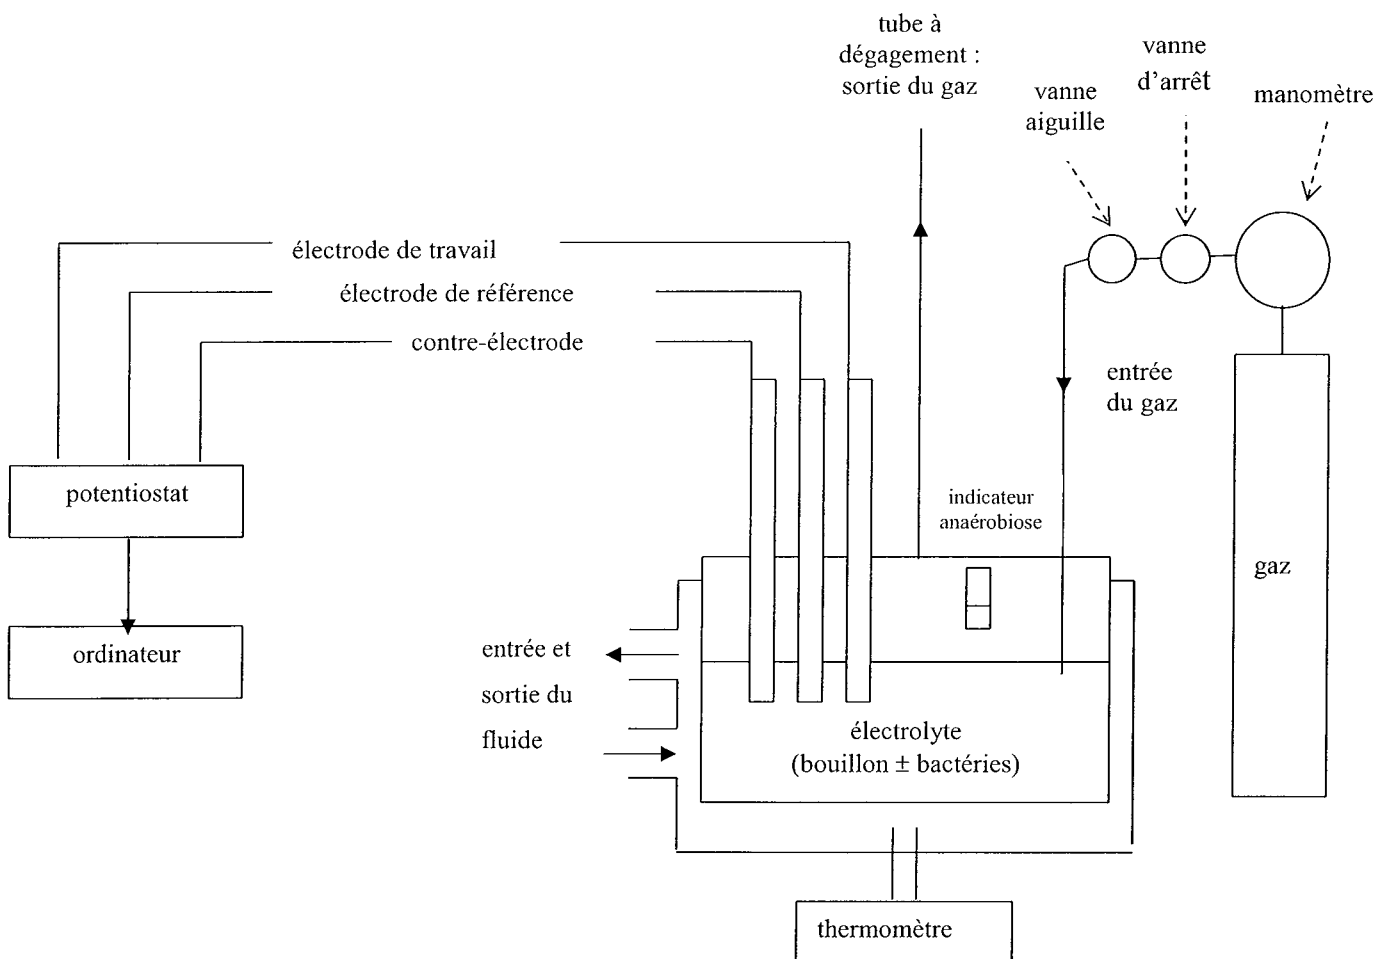 tube à
dégagement :
sortie du gaz
vanne
d'arrêt
vanne
aiguille
manomètre
électrode de travail
électrode de référence
contre-électrode
entrée
du gaz
potentiostat
indicateur
anaérobiose
gaz
ordinateur
entrée et
sortie du
fluide
électrolyte
(bouillon ± bactéries)
thermomètre